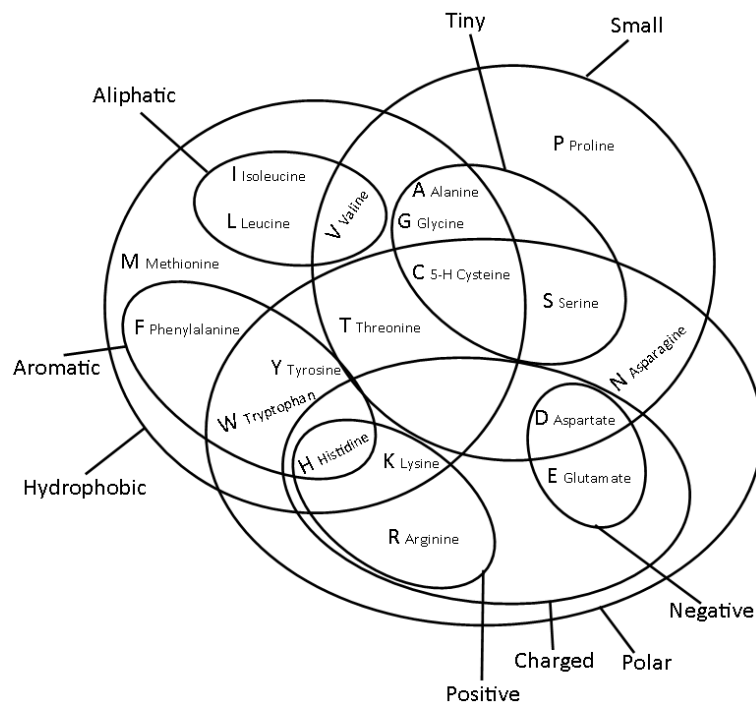 Tiny
Small
Aliphatic
P Proline
I Isoleucine
A Alanine
L Leucine
V Valine
G Glycine
M Methionine
C 5-H Cysteine
S Serine
F Phenylalanine
T Threonine
Aromatic
Y Tyrosine
N Asparagine
W Tryptophan
D Aspartate
H Histidine
K Lysine
E Glutamate
Hydrophobic
R Arginine
Negative
Charged
Polar
Positive